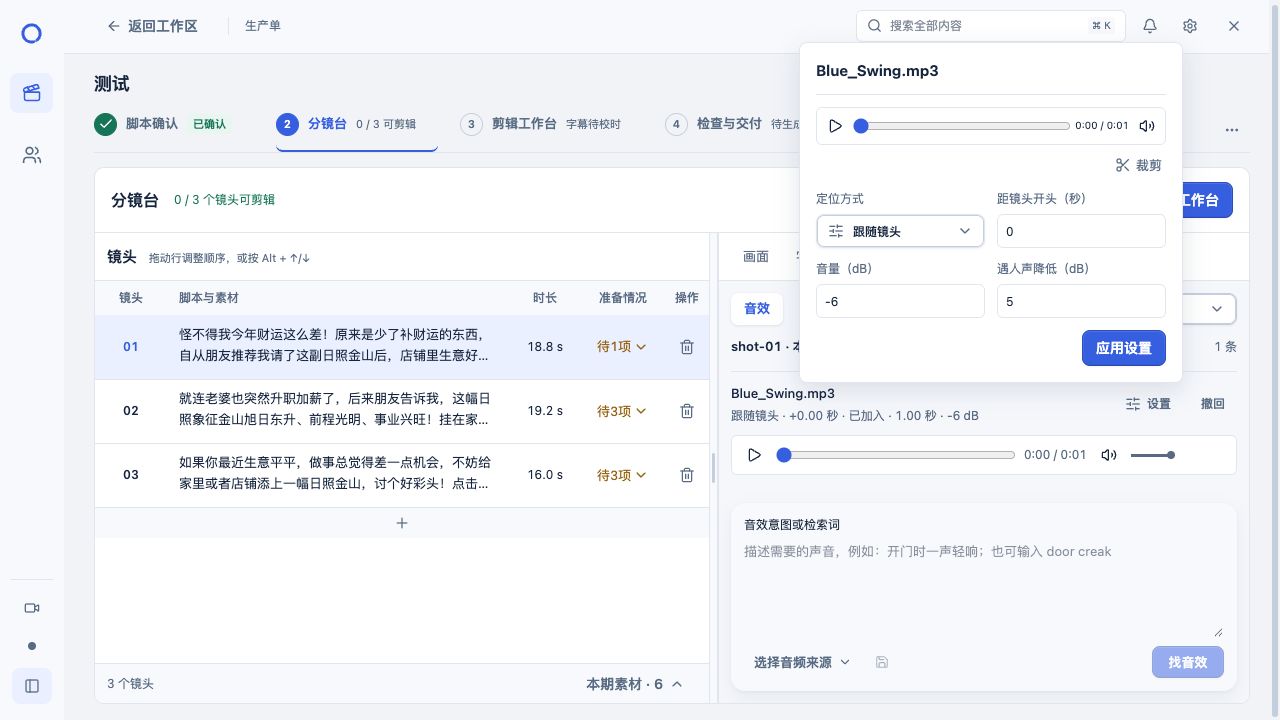 返回工作区
生产单
搜索全部内容
⌘ K
测试
脚本确认 已确认
2 分镜台 0 / 3 可剪辑
3 剪辑工作台 字幕待校时
4 检查与交付
分镜台 0 / 3 个镜头可剪辑
工作台
镜头 拖动行调整顺序，或按 Alt + ↑/↓
镜头 脚本与素材 时长 准备情况 操作
01 怪不得我今年财运这么差！原来是少了补财运的东西，
自从朋友推荐我请了这副日照金山后，店铺里生意好... 18.8 s 待1项
02 就连老婆也突然升职加薪了，后来朋友告诉我，这幅日
照象征金山旭日东升、前程光明、事业兴旺！挂在家... 19.2 s 待3项
03 如果你最近生意平平，做事总觉得差一点机会，不妨给
家里或者店铺添上一幅日照金山，讨个好彩头！点击... 16.0 s 待3项
3 个镜头
本期素材 · 6
Blue_Swing.mp3
0:00 / 0:01
裁剪
定位方式 距镜头开头（秒）
跟随镜头 0
音量（dB） 遇人声降低（dB）
-6 5
应用设置
画面
音效
shot-01 ·
1 条
Blue_Swing.mp3
跟随镜头 · +0.00 秒 · 已加入 · 1.00 秒 · -6 dB
设置 撤回
0:00 / 0:01
音效意图或检索词
描述需要的声音，例如：开门时一声轻响；也可输入 door creak
选择音频来源
找音效